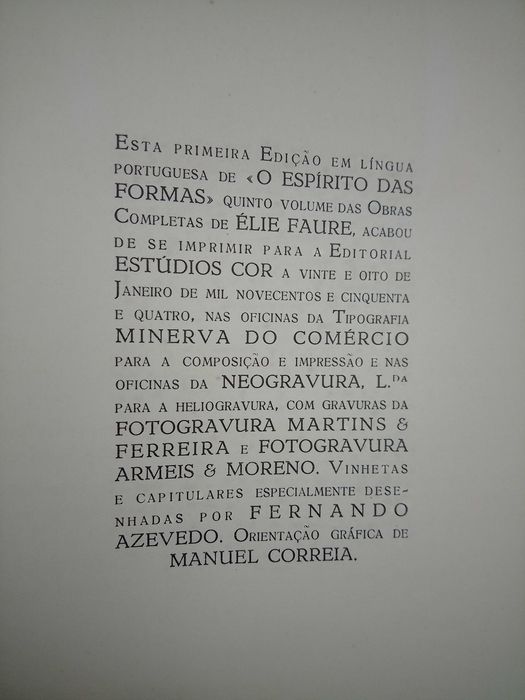 Esta primeira Edição em língua
portuguesa de «O ESPÍRITO DAS
FORMAS» quinto volume das Obras
Completas de ÉLIE FAURE, acabou
de se imprimir para a Editorial
ESTÚDIOS COR a vinte e oito de
Janeiro de mil novecentos e cinquenta
e quatro, nas oficinas da Tipografia
MINERVA DO COMÉRCIO
para a composição e impressão e nas
oficinas da NEOGRAVURA, L.DA
para a heliogravura, com gravuras da
FOTOGRAVURA MARTINS &
FERREIRA e FOTOGRAVURA
ARMEIS & MORENO. Vinhetas
e capitulares especialmente dese-
nhadas por FERNANDO
AZEVEDO. Orientação gráfica de
MANUEL CORREIA.